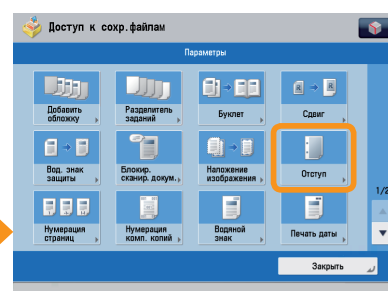 Доступ к сохр.файлам
Параметры
Добавить
обложку
Разделитель
заданий
Буклет
Сдвиг
Вод. знак
защиты
Блокир.
сканир. докум.
Наложение
изображения
Отступ
1/2
Нумерация
страниц
Нумерация
комп. копий
Водяной
знак
Печать даты
Закрыть